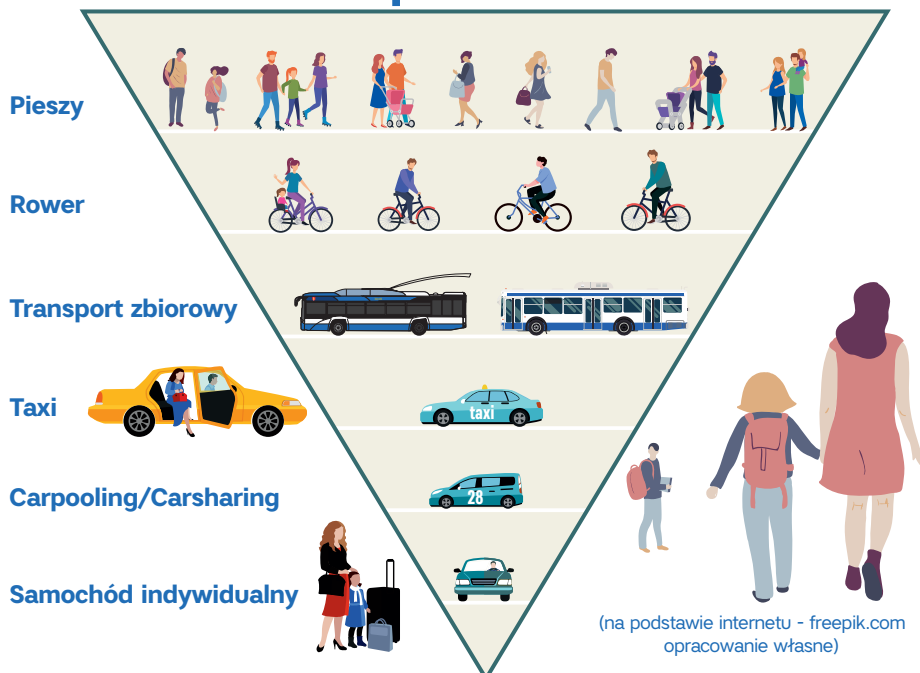 Pieszy
Rower
Transport zbiorowy
Taxi
taxi
Carpooling/Carsharing
28
Samochód indywidualny
(na podstawie internetu - freepik.com
opracowanie własne)